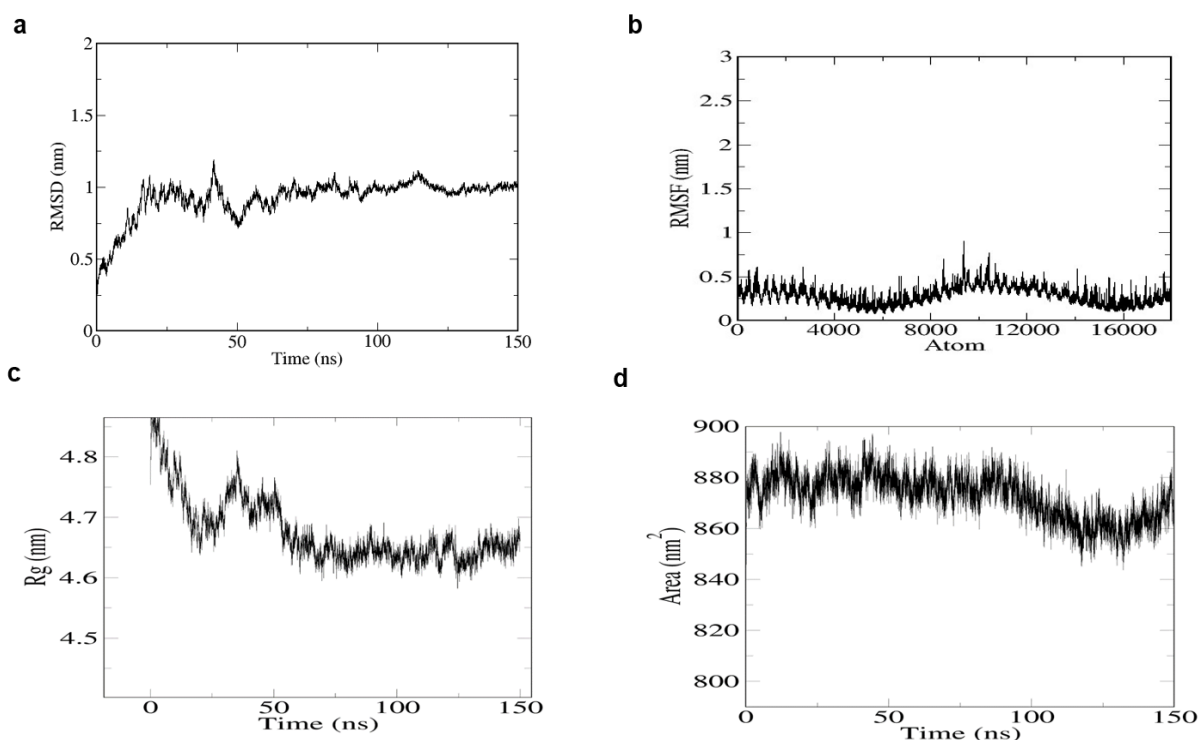 a
2
1.5
1
0.5
0
RMSD (nm)
0 50 100 150
Time (ns)
b
3
2.5
2
1.5
1
0.5
0
RMSF (nm)
0 4000 8000 12000 16000
Atom
c
4.8
4.7
4.6
4.5
Rg (nm)
0 50 100 150
Time (ns)
d
900
880
860
840
820
800
Area (nm²)
0 50 100 150
Time (ns)